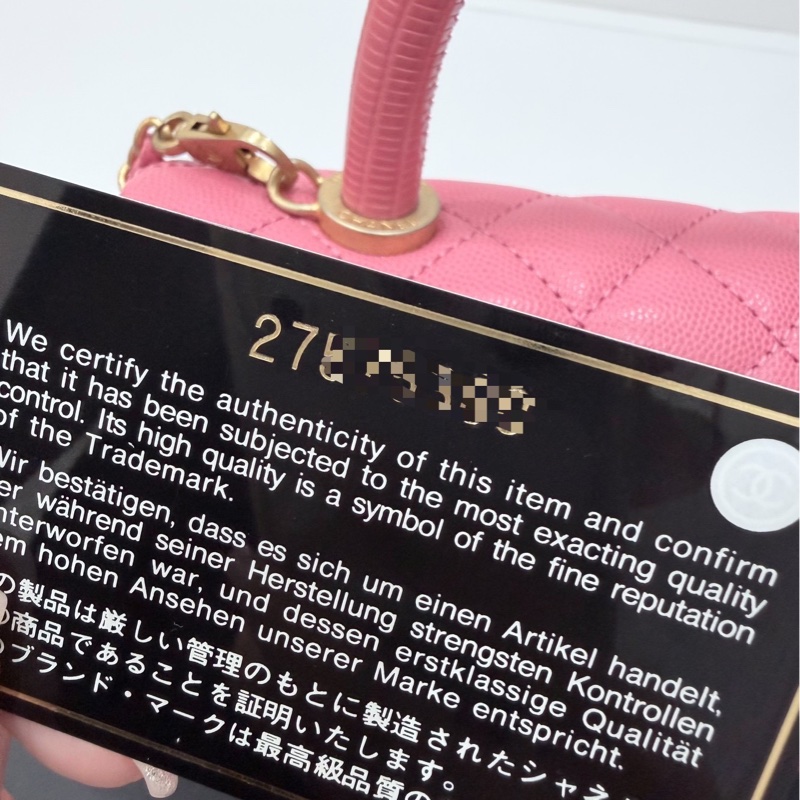 27
We certify the authenticity of this item and confirm
that it has been subjected to the most exacting quality
control. Its high quality is a symbol of the fine reputation
of the Trademark.
Wir bestätigen, dass es sich um einen Artikel handelt,
er während seiner Herstellung strengsten Kontrollen
nterworfen war, und dessen erstklassige Qualität
em hohen Ansehen unserer Marke entspricht.
の製品は厳しい管理のもとに製造されたシャネ
の商品であることを証明いたします。
のブランド・マークは最高級品質の